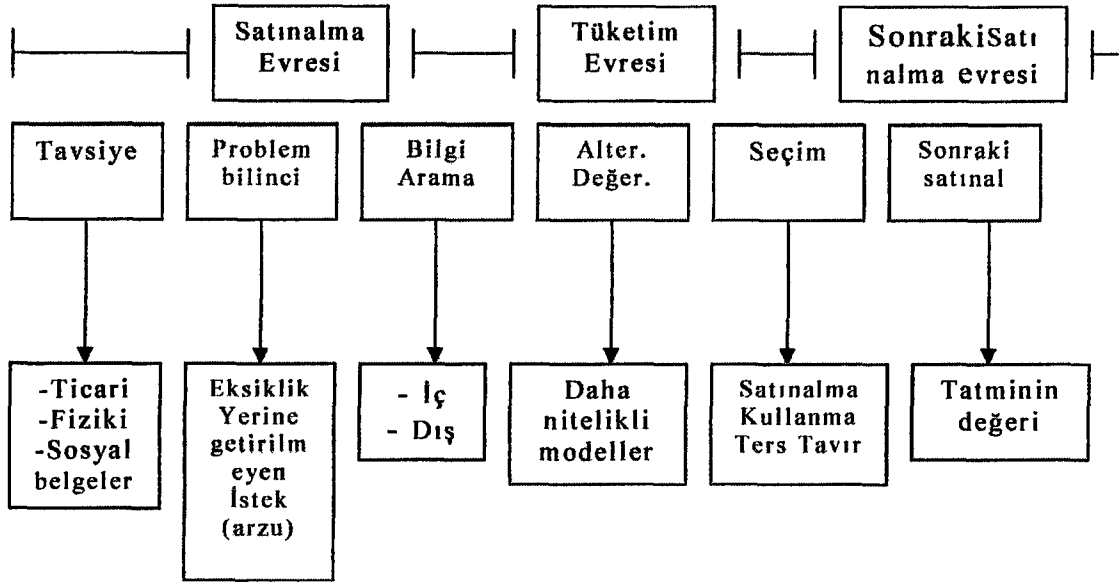 Satınalma
Evresi
Tüketim
Evresi
SonrakiSatı
nalma evresi
Tavsiye
Problem
bilinci
Bilgi
Arama
Alter.
Değer.
Seçim
Sonraki
satınal
-Ticari
-Fiziki
-Sosyal
belgeler
Eksiklik
Yerine
getirilm
eyen
İstek
(arzu)
- İç
- Dış
Daha
nitelikli
modeller
Satınalma
Kullanma
Ters Tavır
Tatminin
değeri